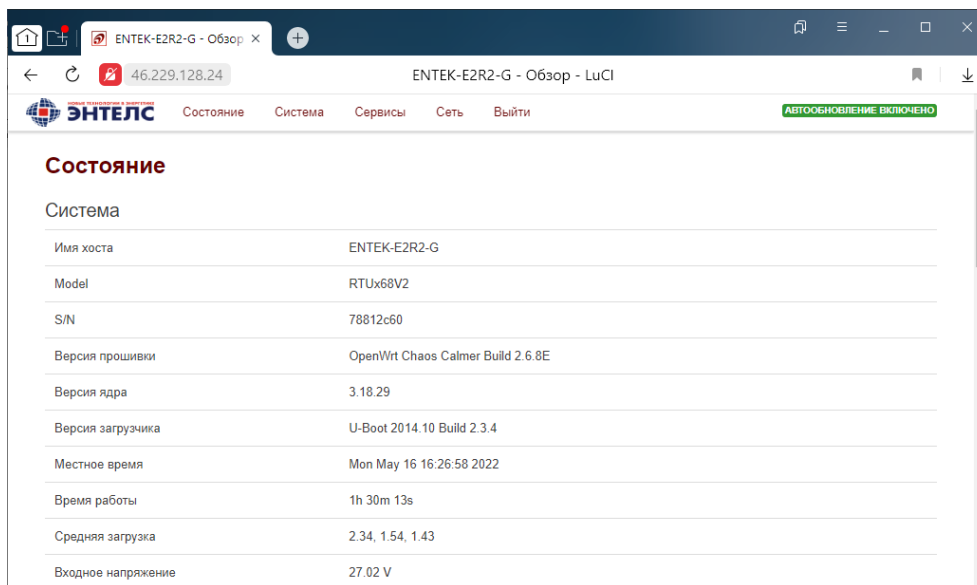 ENTEK-E2R2-G - Обзор
46.229.128.24
ENTEK-E2R2-G - Обзор - LuCI
НОВЫЕ ТЕХНОЛОГИИ В ЭНЕРГЕТИКЕ
ЭНТЕЛС
Состояние Система Сервисы Сеть Выйти
АВТООБНОВЛЕНИЕ ВКЛЮЧЕНО
Состояние
Система
Имя хоста ENTEK-E2R2-G
Model RTUx68V2
S/N 78812c60
Версия прошивки OpenWrt Chaos Calmer Build 2.6.8E
Версия ядра 3.18.29
Версия загрузчика U-Boot 2014.10 Build 2.3.4
Местное время Mon May 16 16:26:58 2022
Время работы 1h 30m 13s
Средняя загрузка 2.34, 1.54, 1.43
Входное напряжение 27.02 V